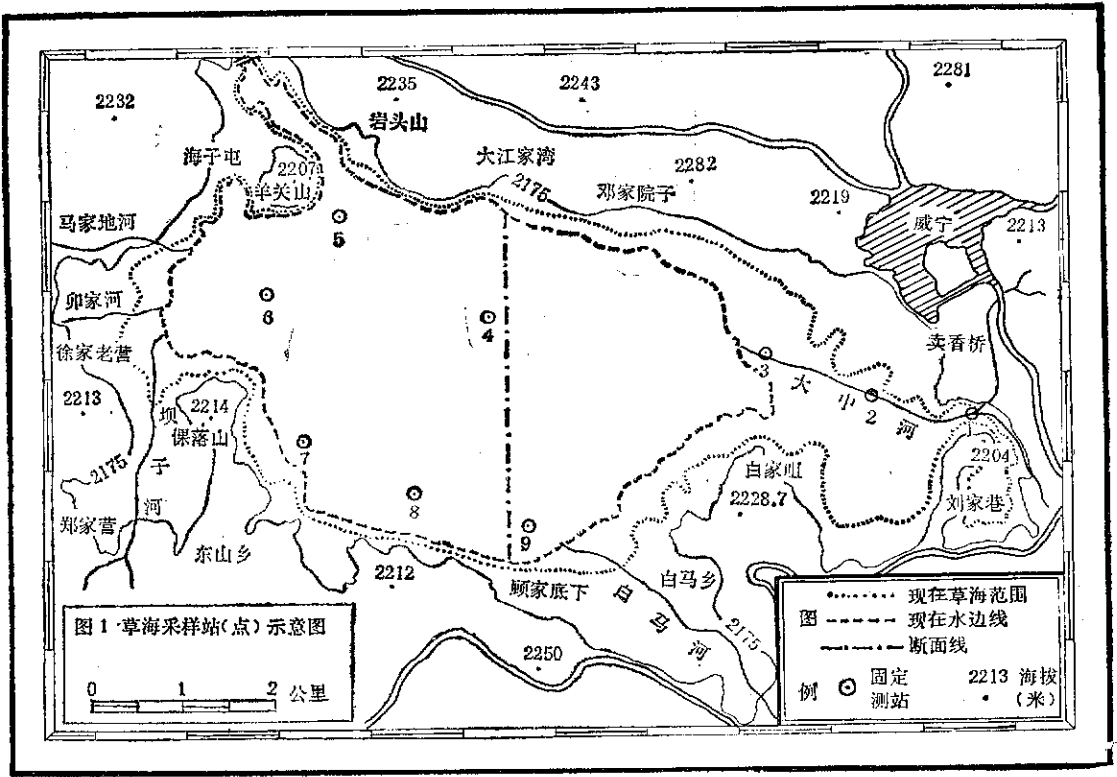 2232
2235
2243
2281
岩头山
海子屯
大江家湾
2207
羊关山
2175
2282
邓家院子
2219
威宁
2213
马家地河
5
卯家河
6
4
卖香桥
徐家老营
3
大中河
2
2213
2214
倮落山
坝子河
2175
7
2204
白家咀
2228.7
刘家巷
8
9
郑家营
东山乡
2212
顾家底下
白马河
白马乡
2175
2250
图1 草海采样站(点)示意图
0 1 2 公里
图例
现在草海范围
现在水边线
断面线
固定测站
2213 海拔(米)